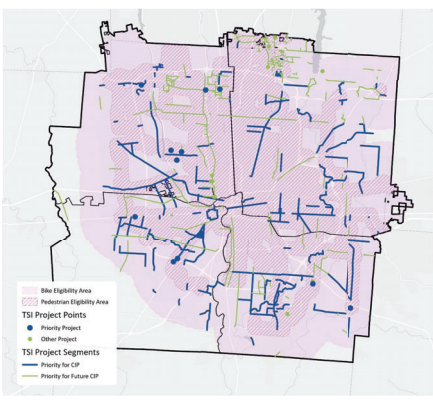 Bike Eligibility Area
Pedestrian Eligibility Area
TSI Project Points
Priority Project
Other Project
TSI Project Segments
Priority for CIP
Priority for Future CIP